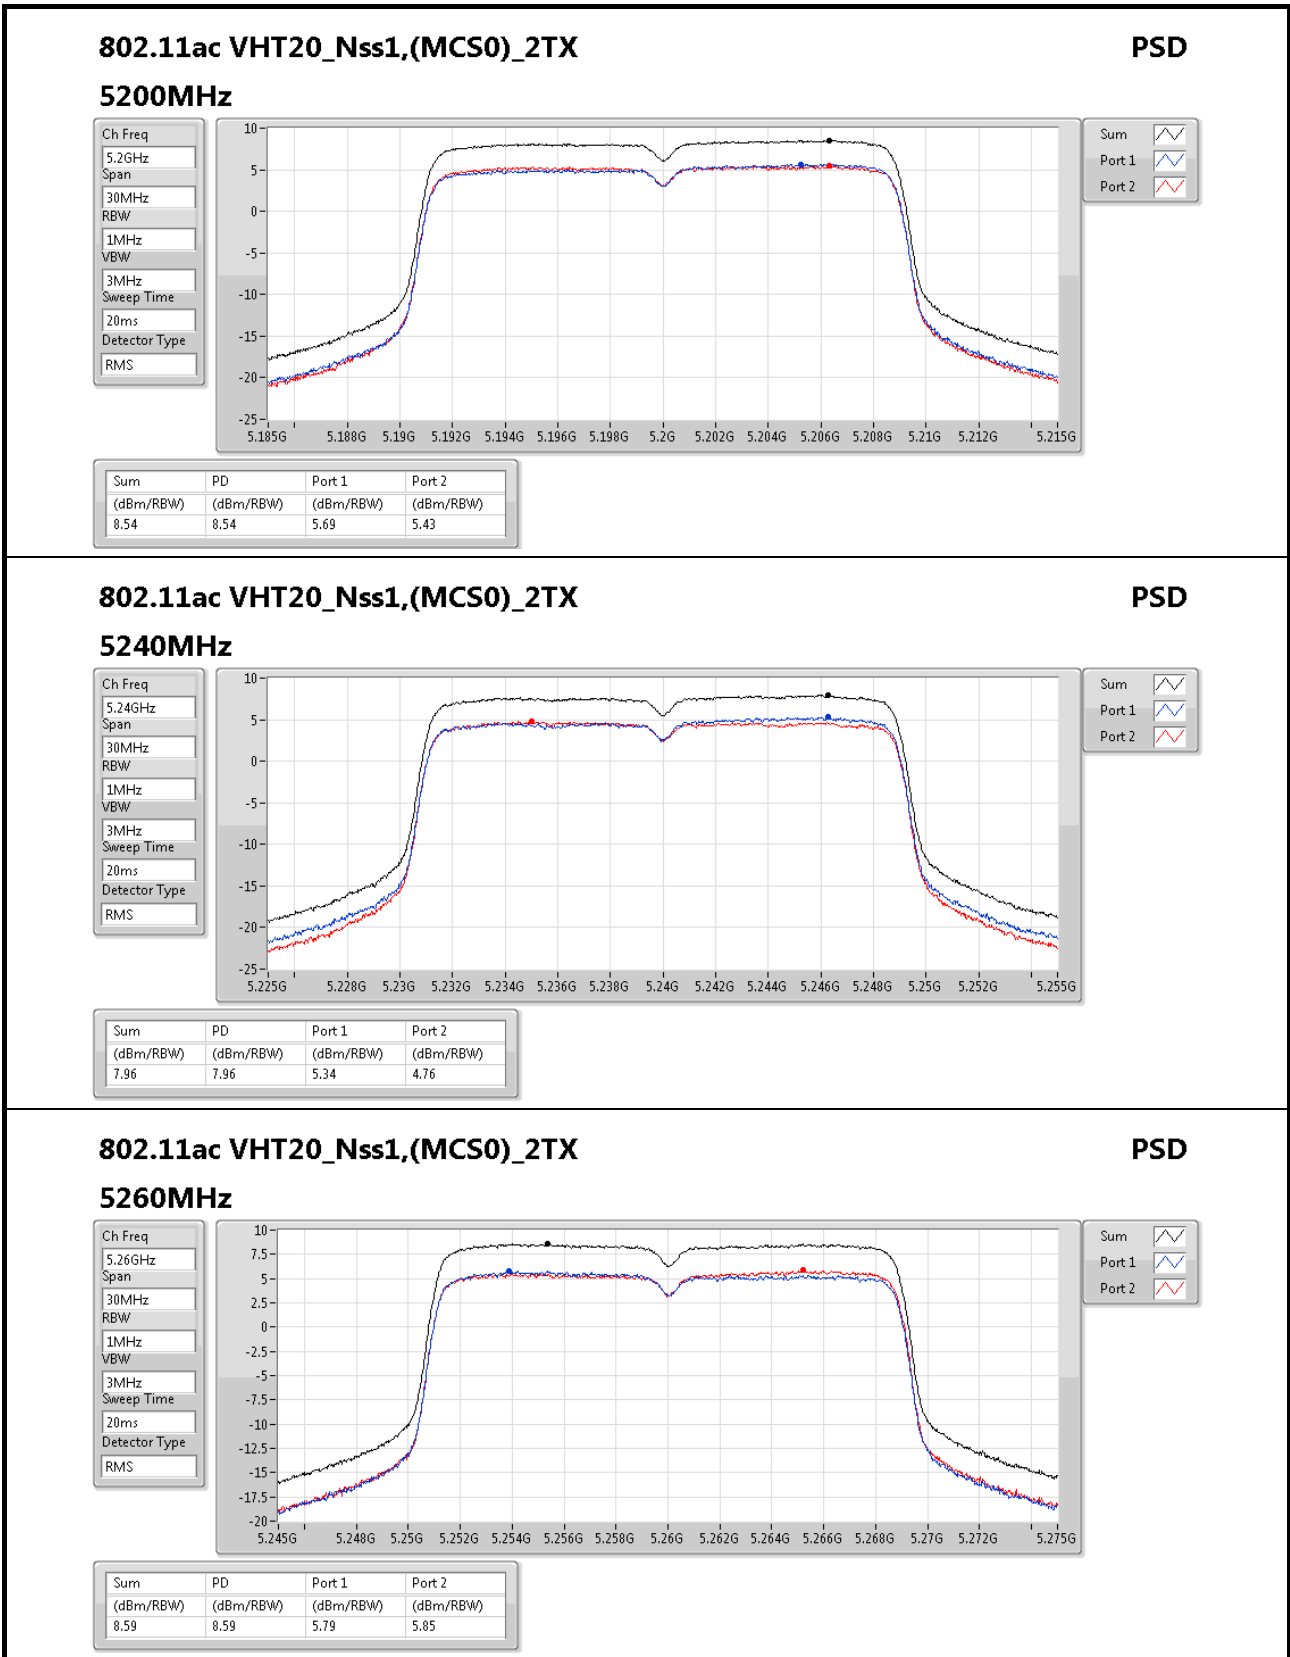 802.11ac VHT20_Nss1,(MCS0)_2TX PSD
5200MHz
Ch Freq
5.2GHz
Span
30MHz
RBW
1MHz
VBW
3MHz
Sweep Time
20ms
Detector Type
RMS
10
5
0
-5
-10
-15
-20
-25
5.185G 5.188G 5.19G 5.192G 5.194G 5.196G 5.198G 5.2G 5.202G 5.204G 5.206G 5.208G 5.21G 5.212G 5.215G
Sum
Port 1
Port 2
Sum PD Port 1 Port 2
(dBm/RBW) (dBm/RBW) (dBm/RBW) (dBm/RBW)
8.54 8.54 5.69 5.43
802.11ac VHT20_Nss1,(MCS0)_2TX PSD
5240MHz
Ch Freq
5.24GHz
Span
30MHz
RBW
1MHz
VBW
3MHz
Sweep Time
20ms
Detector Type
RMS
10
5
0
-5
-10
-15
-20
-25
5.225G 5.228G 5.23G 5.232G 5.234G 5.236G 5.238G 5.24G 5.242G 5.244G 5.246G 5.248G 5.25G 5.252G 5.255G
Sum
Port 1
Port 2
Sum PD Port 1 Port 2
(dBm/RBW) (dBm/RBW) (dBm/RBW) (dBm/RBW)
7.96 7.96 5.34 4.76
802.11ac VHT20_Nss1,(MCS0)_2TX PSD
5260MHz
Ch Freq
5.26GHz
Span
30MHz
RBW
1MHz
VBW
3MHz
Sweep Time
20ms
Detector Type
RMS
10
7.5
5
2.5
0
-2.5
-5
-7.5
-10
-12.5
-15
-17.5
-20
5.245G 5.248G 5.25G 5.252G 5.254G 5.256G 5.258G 5.26G 5.262G 5.264G 5.266G 5.268G 5.27G 5.272G 5.275G
Sum
Port 1
Port 2
Sum PD Port 1 Port 2
(dBm/RBW) (dBm/RBW) (dBm/RBW) (dBm/RBW)
8.59 8.59 5.79 5.85